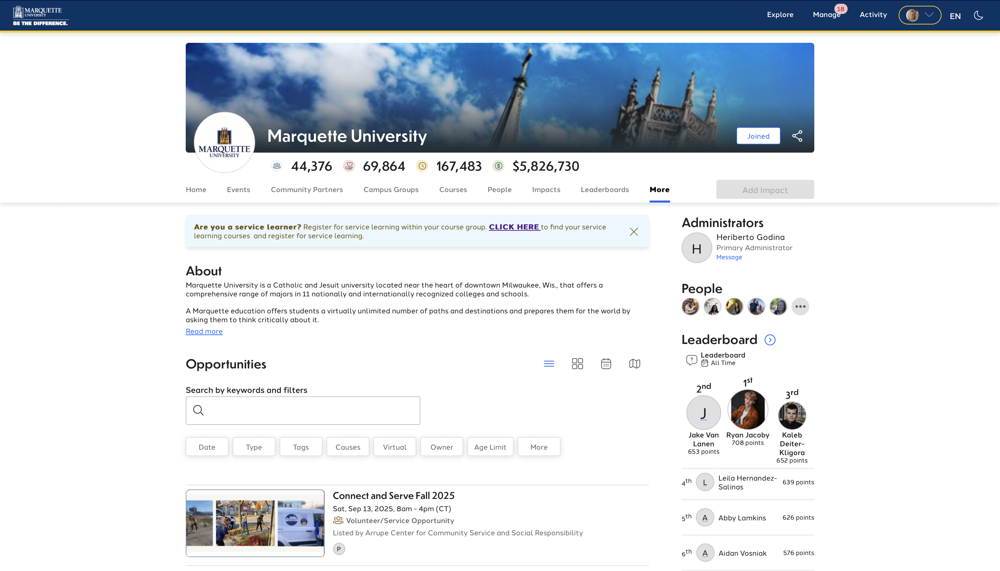 MARQUETTE
UNIVERSITY
BE THE DIFFERENCE.
Explore
Manage
18
Activity
EN
MARQUETTE
UNIVERSITY
Marquette University
Joined
44,376
69,864
167,483
$5,826,730
Home
Events
Community Partners
Campus Groups
Courses
People
Impacts
Leaderboards
More
Add Impact
Are you a service learner? Register for service learning within your course group. CLICK HERE to find your service
learning courses and register for service learning.
About
Marquette University is a Catholic and Jesuit university located near the heart of downtown Milwaukee, Wis., that offers a
comprehensive range of majors in 11 nationally and internationally recognized colleges and schools.
A Marquette education offers students a virtually unlimited number of paths and destinations and prepares them for the world by
asking them to think critically about it.
Read more
Opportunities
Search by keywords and filters
Date
Type
Tags
Causes
Virtual
Owner
Age Limit
More
Connect and Serve Fall 2025
Sat, Sep 13, 2025, 8am - 4pm (CT)
Volunteer/Service Opportunity
Listed by Arrupe Center for Community Service and Social Responsibility
P
Administrators
H
Heriberto Godina
Primary Administrator
Message
People
Leaderboard
Leaderboard
All Time
2nd
J
Jake Van
Lanen
653 points
1st
Ryan Jacoby
708 points
3rd
Kaleb
Deiter-
Kligora
652 points
4th
L
Leila Hernandez-
Salinas
639 points
5th
A
Abby Lamkins
626 points
6th
A
Aidan Vosniak
576 points